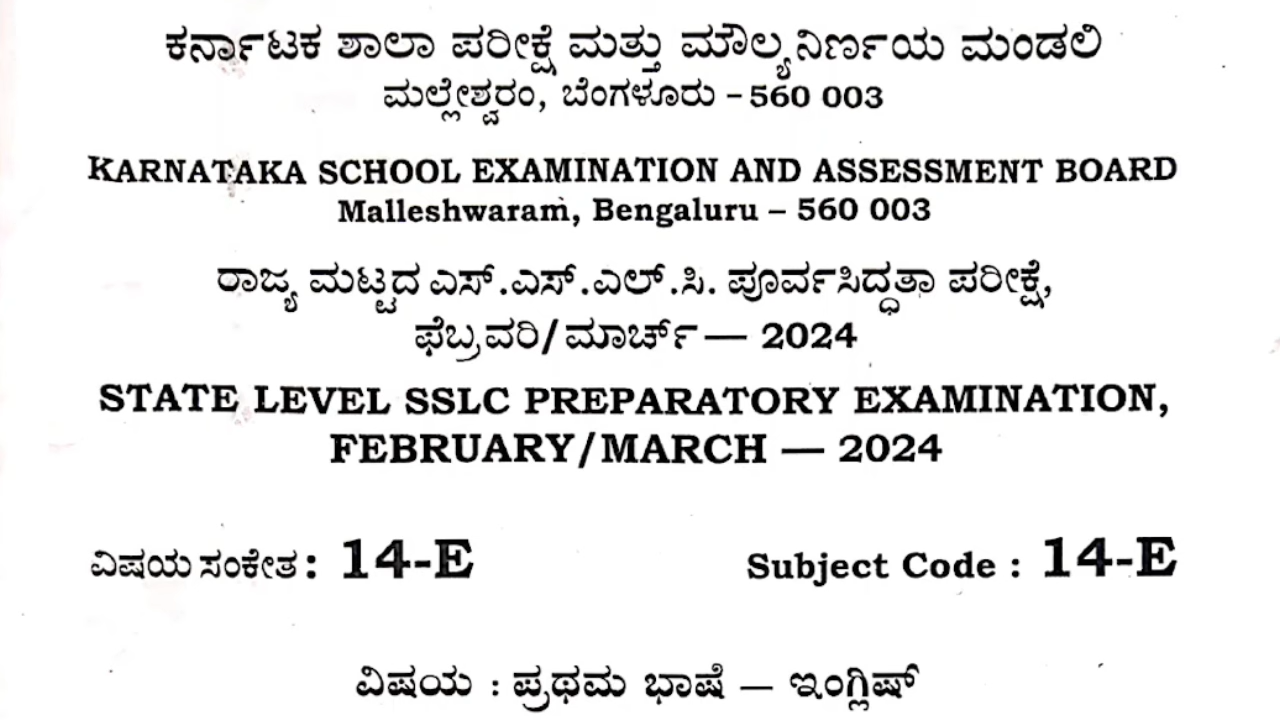 ಕರ್ನಾಟಕ ಶಾಲಾ ಪರೀಕ್ಷೆ ಮತ್ತು ಮೌಲ್ಯನಿರ್ಣಯ ಮಂಡಲಿ
ಮಲ್ಲೇಶ್ವರಂ, ಬೆಂಗಳೂರು – 560 003
KARNATAKA SCHOOL EXAMINATION AND ASSESSMENT BOARD
Malleshwaram, Bengaluru – 560 003
ರಾಜ್ಯ ಮಟ್ಟದ ಎಸ್.ಎಸ್.ಎಲ್.ಸಿ. ಪೂರ್ವಸಿದ್ಧತಾ ಪರೀಕ್ಷೆ,
ಫೆಬ್ರವರಿ/ಮಾರ್ಚ್ — 2024
STATE LEVEL SSLC PREPARATORY EXAMINATION,
FEBRUARY/MARCH — 2024
ವಿಷಯ ಸಂಕೇತ : 14-E Subject Code : 14-E
ವಿಷಯ : ಪ್ರಥಮ ಭಾಷೆ — ಇಂಗ್ಲಿಷ್